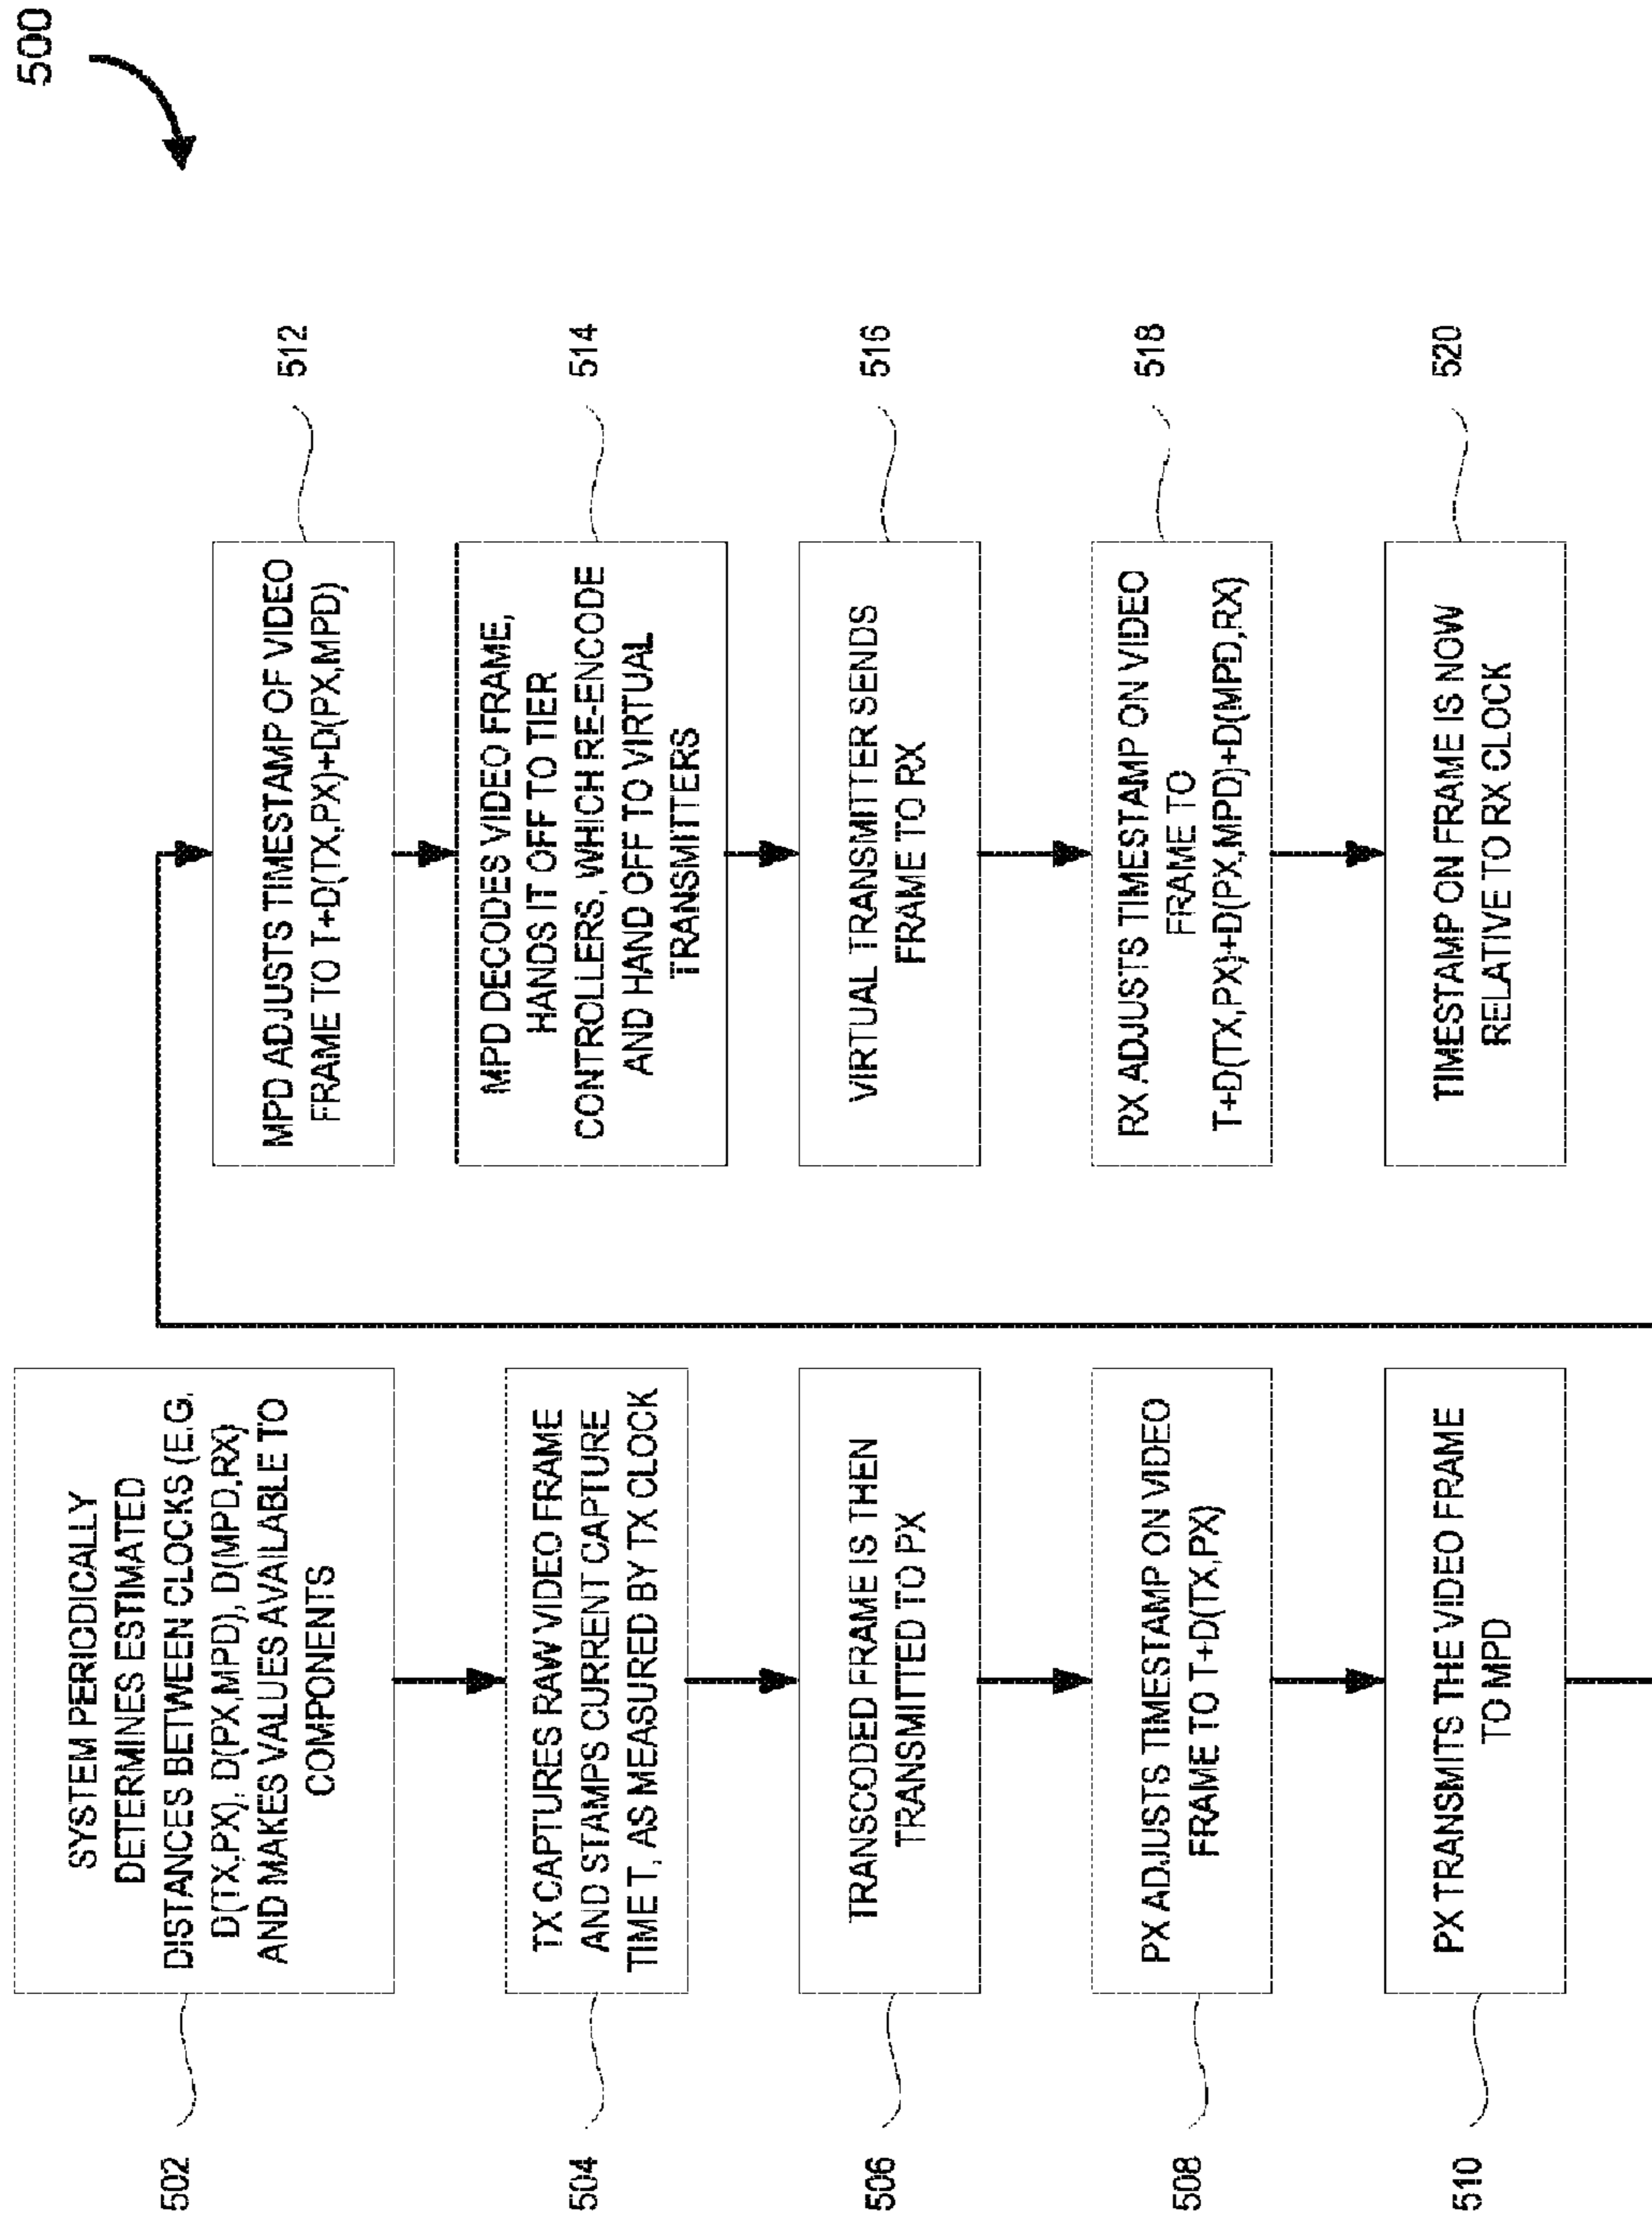 500
SYSTEM PERIODICALLY
DETERMINES ESTIMATED
DISTANCES BETWEEN CLOCKS (E.G.
D(TX,PX), D(PX,MPD), D(MPD,RX)
AND MAKES VALUES AVAILABLE TO
COMPONENTS
502
TX CAPTURES RAW VIDEO FRAME
AND STAMPS CURRENT CAPTURE
TIME T, AS MEASURED BY TX CLOCK
504
TRANSCODED FRAME IS THEN
TRANSMITTED TO PX
506
PX ADJUSTS TIMESTAMP ON VIDEO
FRAME TO T+D(TX,PX)
508
PX TRANSMITS THE VIDEO FRAME
TO MPD
510
MPD ADJUSTS TIMESTAMP OF VIDEO
FRAME TO T+D(TX,PX)+D(PX,MPD)
512
MPD DECODES VIDEO FRAME,
HANDS IT OFF TO TIER
CONTROLLERS, WHICH RE-ENCODE
AND HAND OFF TO VIRTUAL
TRANSMITTERS
514
VIRTUAL TRANSMITTER SENDS
FRAME TO RX
516
RX ADJUSTS TIMESTAMP ON VIDEO
FRAME TO
T+D(TX,PX)+D(PX,MPD)+D(MPD,RX)
518
TIMESTAMP ON FRAME IS NOW
RELATIVE TO RX CLOCK
520